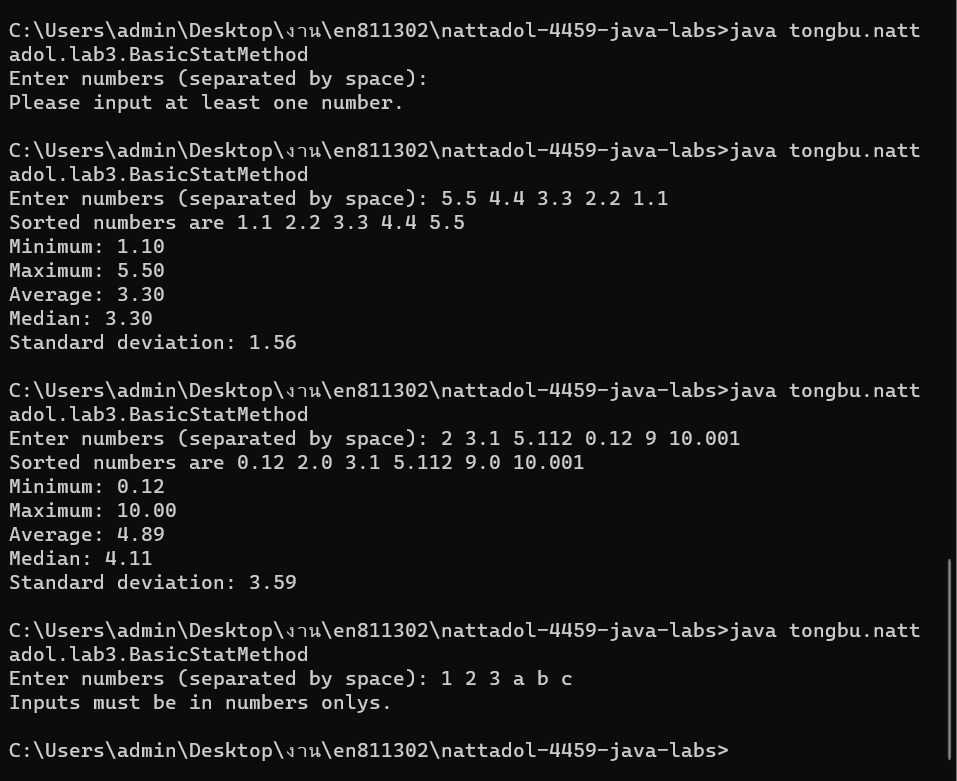 C:\Users\admin\Desktop\งาน\en811302\nattadol-4459-java-labs>java tongbu.natt
adol.lab3.BasicStatMethod
Enter numbers (separated by space):
Please input at least one number.
C:\Users\admin\Desktop\งาน\en811302\nattadol-4459-java-labs>java tongbu.natt
adol.lab3.BasicStatMethod
Enter numbers (separated by space): 5.5 4.4 3.3 2.2 1.1
Sorted numbers are 1.1 2.2 3.3 4.4 5.5
Minimum: 1.10
Maximum: 5.50
Average: 3.30
Median: 3.30
Standard deviation: 1.56
C:\Users\admin\Desktop\งาน\en811302\nattadol-4459-java-labs>java tongbu.natt
adol.lab3.BasicStatMethod
Enter numbers (separated by space): 2 3.1 5.112 0.12 9 10.001
Sorted numbers are 0.12 2.0 3.1 5.112 9.0 10.001
Minimum: 0.12
Maximum: 10.00
Average: 4.89
Median: 4.11
Standard deviation: 3.59
C:\Users\admin\Desktop\งาน\en811302\nattadol-4459-java-labs>java tongbu.natt
adol.lab3.BasicStatMethod
Enter numbers (separated by space): 1 2 3 a b c
Inputs must be in numbers onlys.
C:\Users\admin\Desktop\งาน\en811302\nattadol-4459-java-labs>